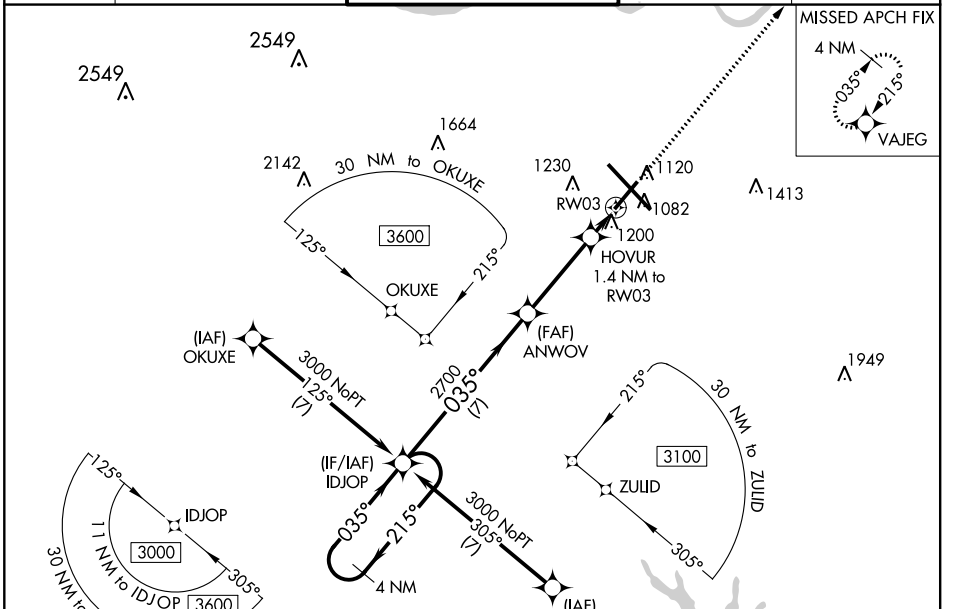 MISSED APCH FIX
4 NM
035°
215°
VAJEG
2549
2549
1664
2142
30 NM to OKUXE
3600
125°
215°
OKUXE
1230
1120
RW03
1082
1413
1200
HOVUR
1.4 NM to
RW03
(IAF)
OKUXE
3000 NoPT
125°
(7)
(FAF)
ANWOV
2700
035°
(7)
1949
215°
30 NM to ZULID
3100
ZULID
305°
(IF/IAF)
IDJOP
035°
215°
4 NM
3000 NoPT
305°
(7)
(IAF)
125°
IDJOP
3000
305°
11 NM to IDJOP
3600
30 NM to